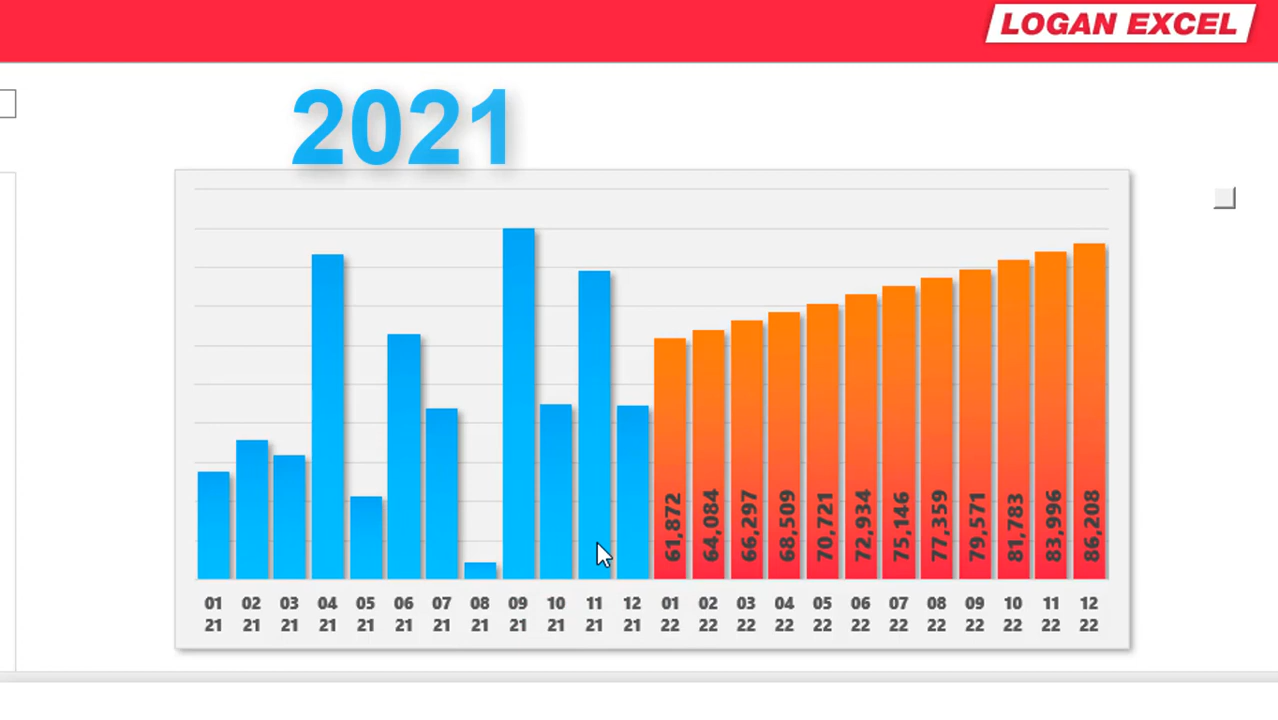 LOGAN EXCEL
2021
61,872 64,084 66,297 68,509 70,721 72,934 75,146 77,359 79,571 81,783 83,996 86,208
01 02 03 04 05 06 07 08 09 10 11 12 01 02 03 04 05 06 07 08 09 10 11 12
21 21 21 21 21 21 21 21 21 21 21 21 22 22 22 22 22 22 22 22 22 22 22 22